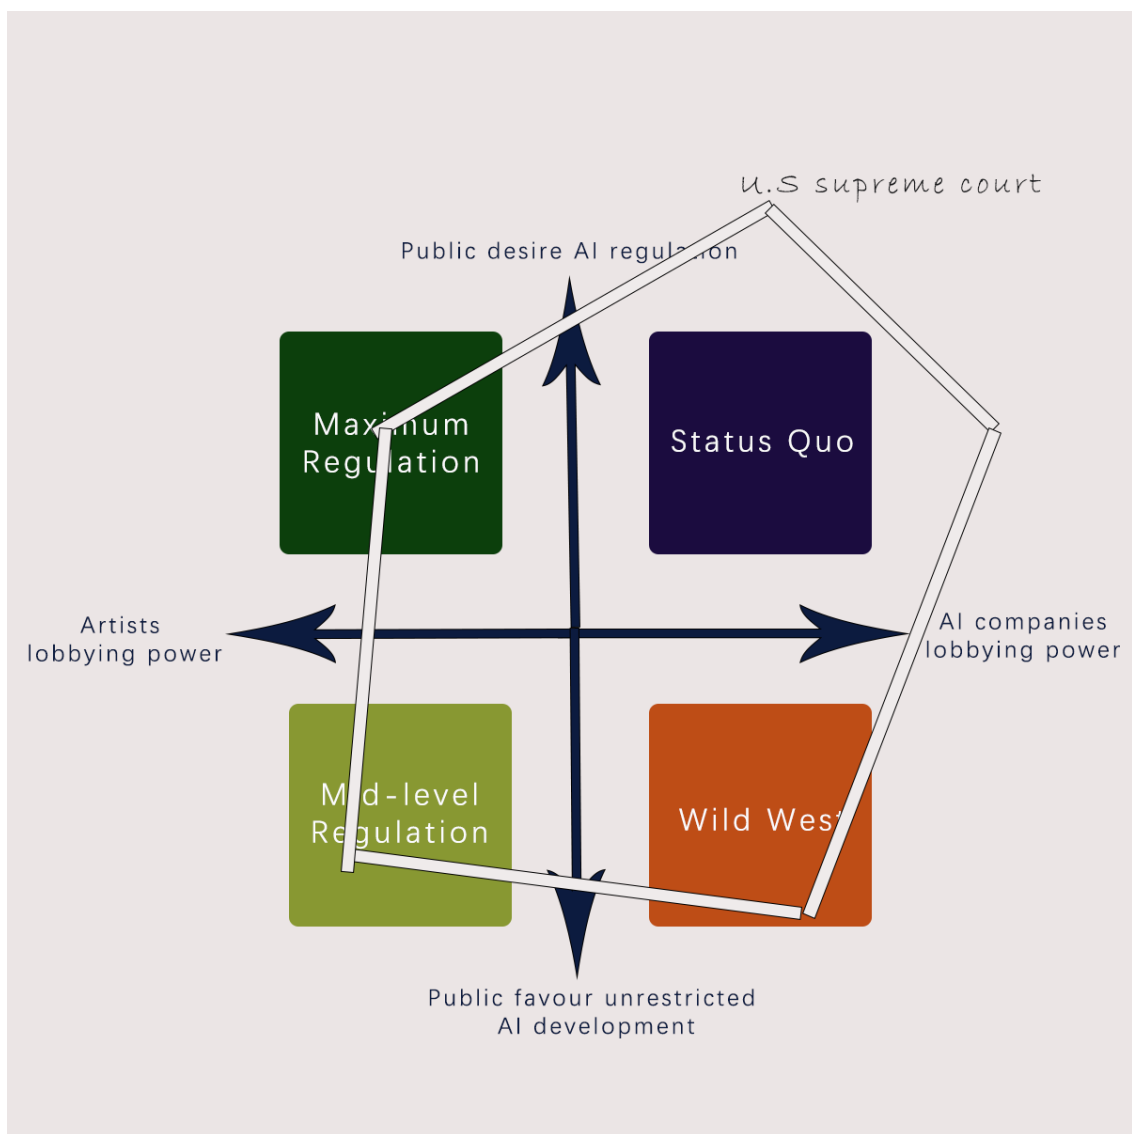 U.S supreme court
Public desire AI regulation
Maximum
Regulation
Status Quo
Artists
lobbying power
AI companies
lobbying power
Mid-level
Regulation
Wild West
Public favour unrestricted
AI development